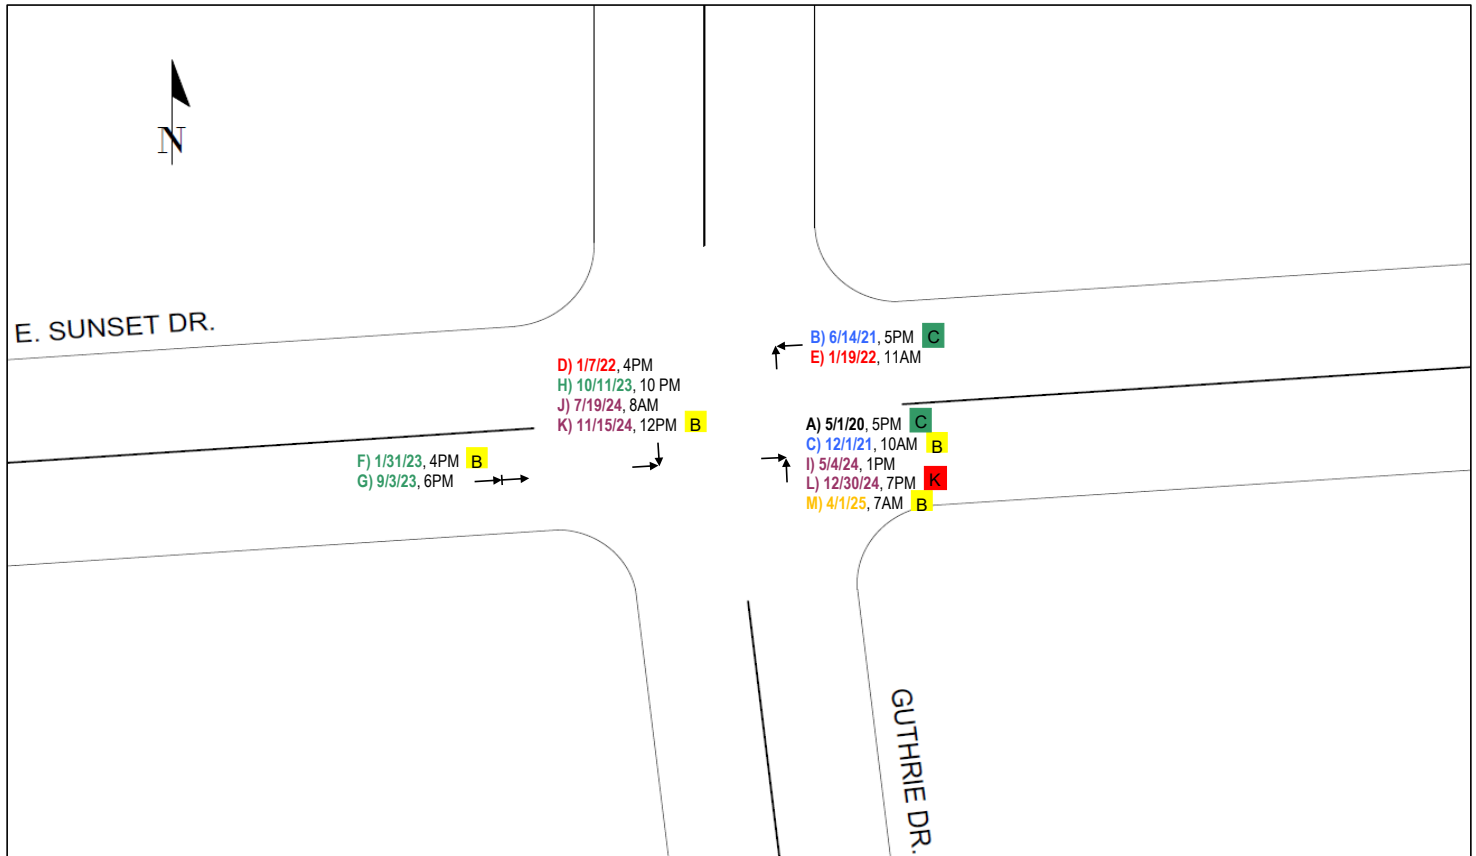 N
E. SUNSET DR.
B) 6/14/21, 5PM C
E) 1/19/22, 11AM
D) 1/7/22, 4PM
H) 10/11/23, 10 PM
J) 7/19/24, 8AM
K) 11/15/24, 12PM B
A) 5/1/20, 5PM C
C) 12/1/21, 10AM B
I) 5/4/24, 1PM
L) 12/30/24, 7PM K
M) 4/1/25, 7AM B
F) 1/31/23, 4PM B
G) 9/3/23, 6PM
GUTHRIE DR.